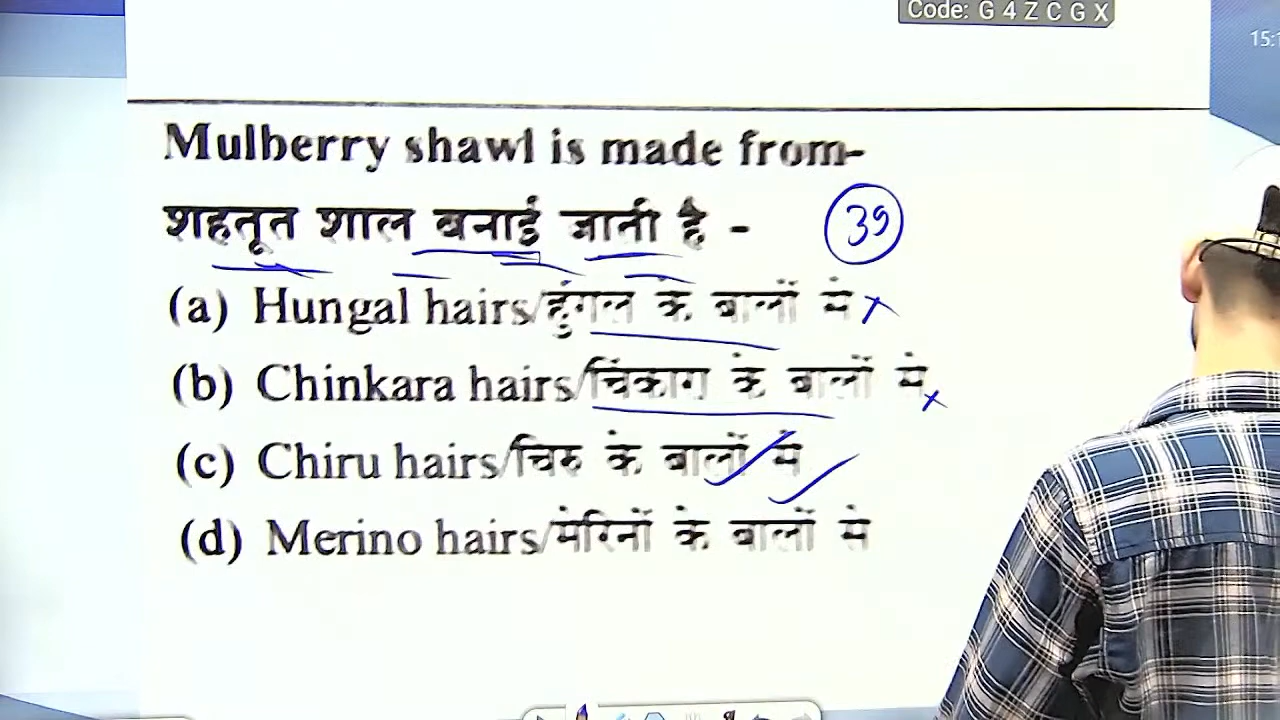 Code: G 4 Z C G X
15:1
Mulberry shawl is made from-
शहतूत शाल बनाई जाती है -
39
(a) Hungal hairs/हुंगल के बालों से
(b) Chinkara hairs/चिंकारा के बालों से
(c) Chiru hairs/चिरु के बालों से
(d) Merino hairs/मेरिनों के बालों से